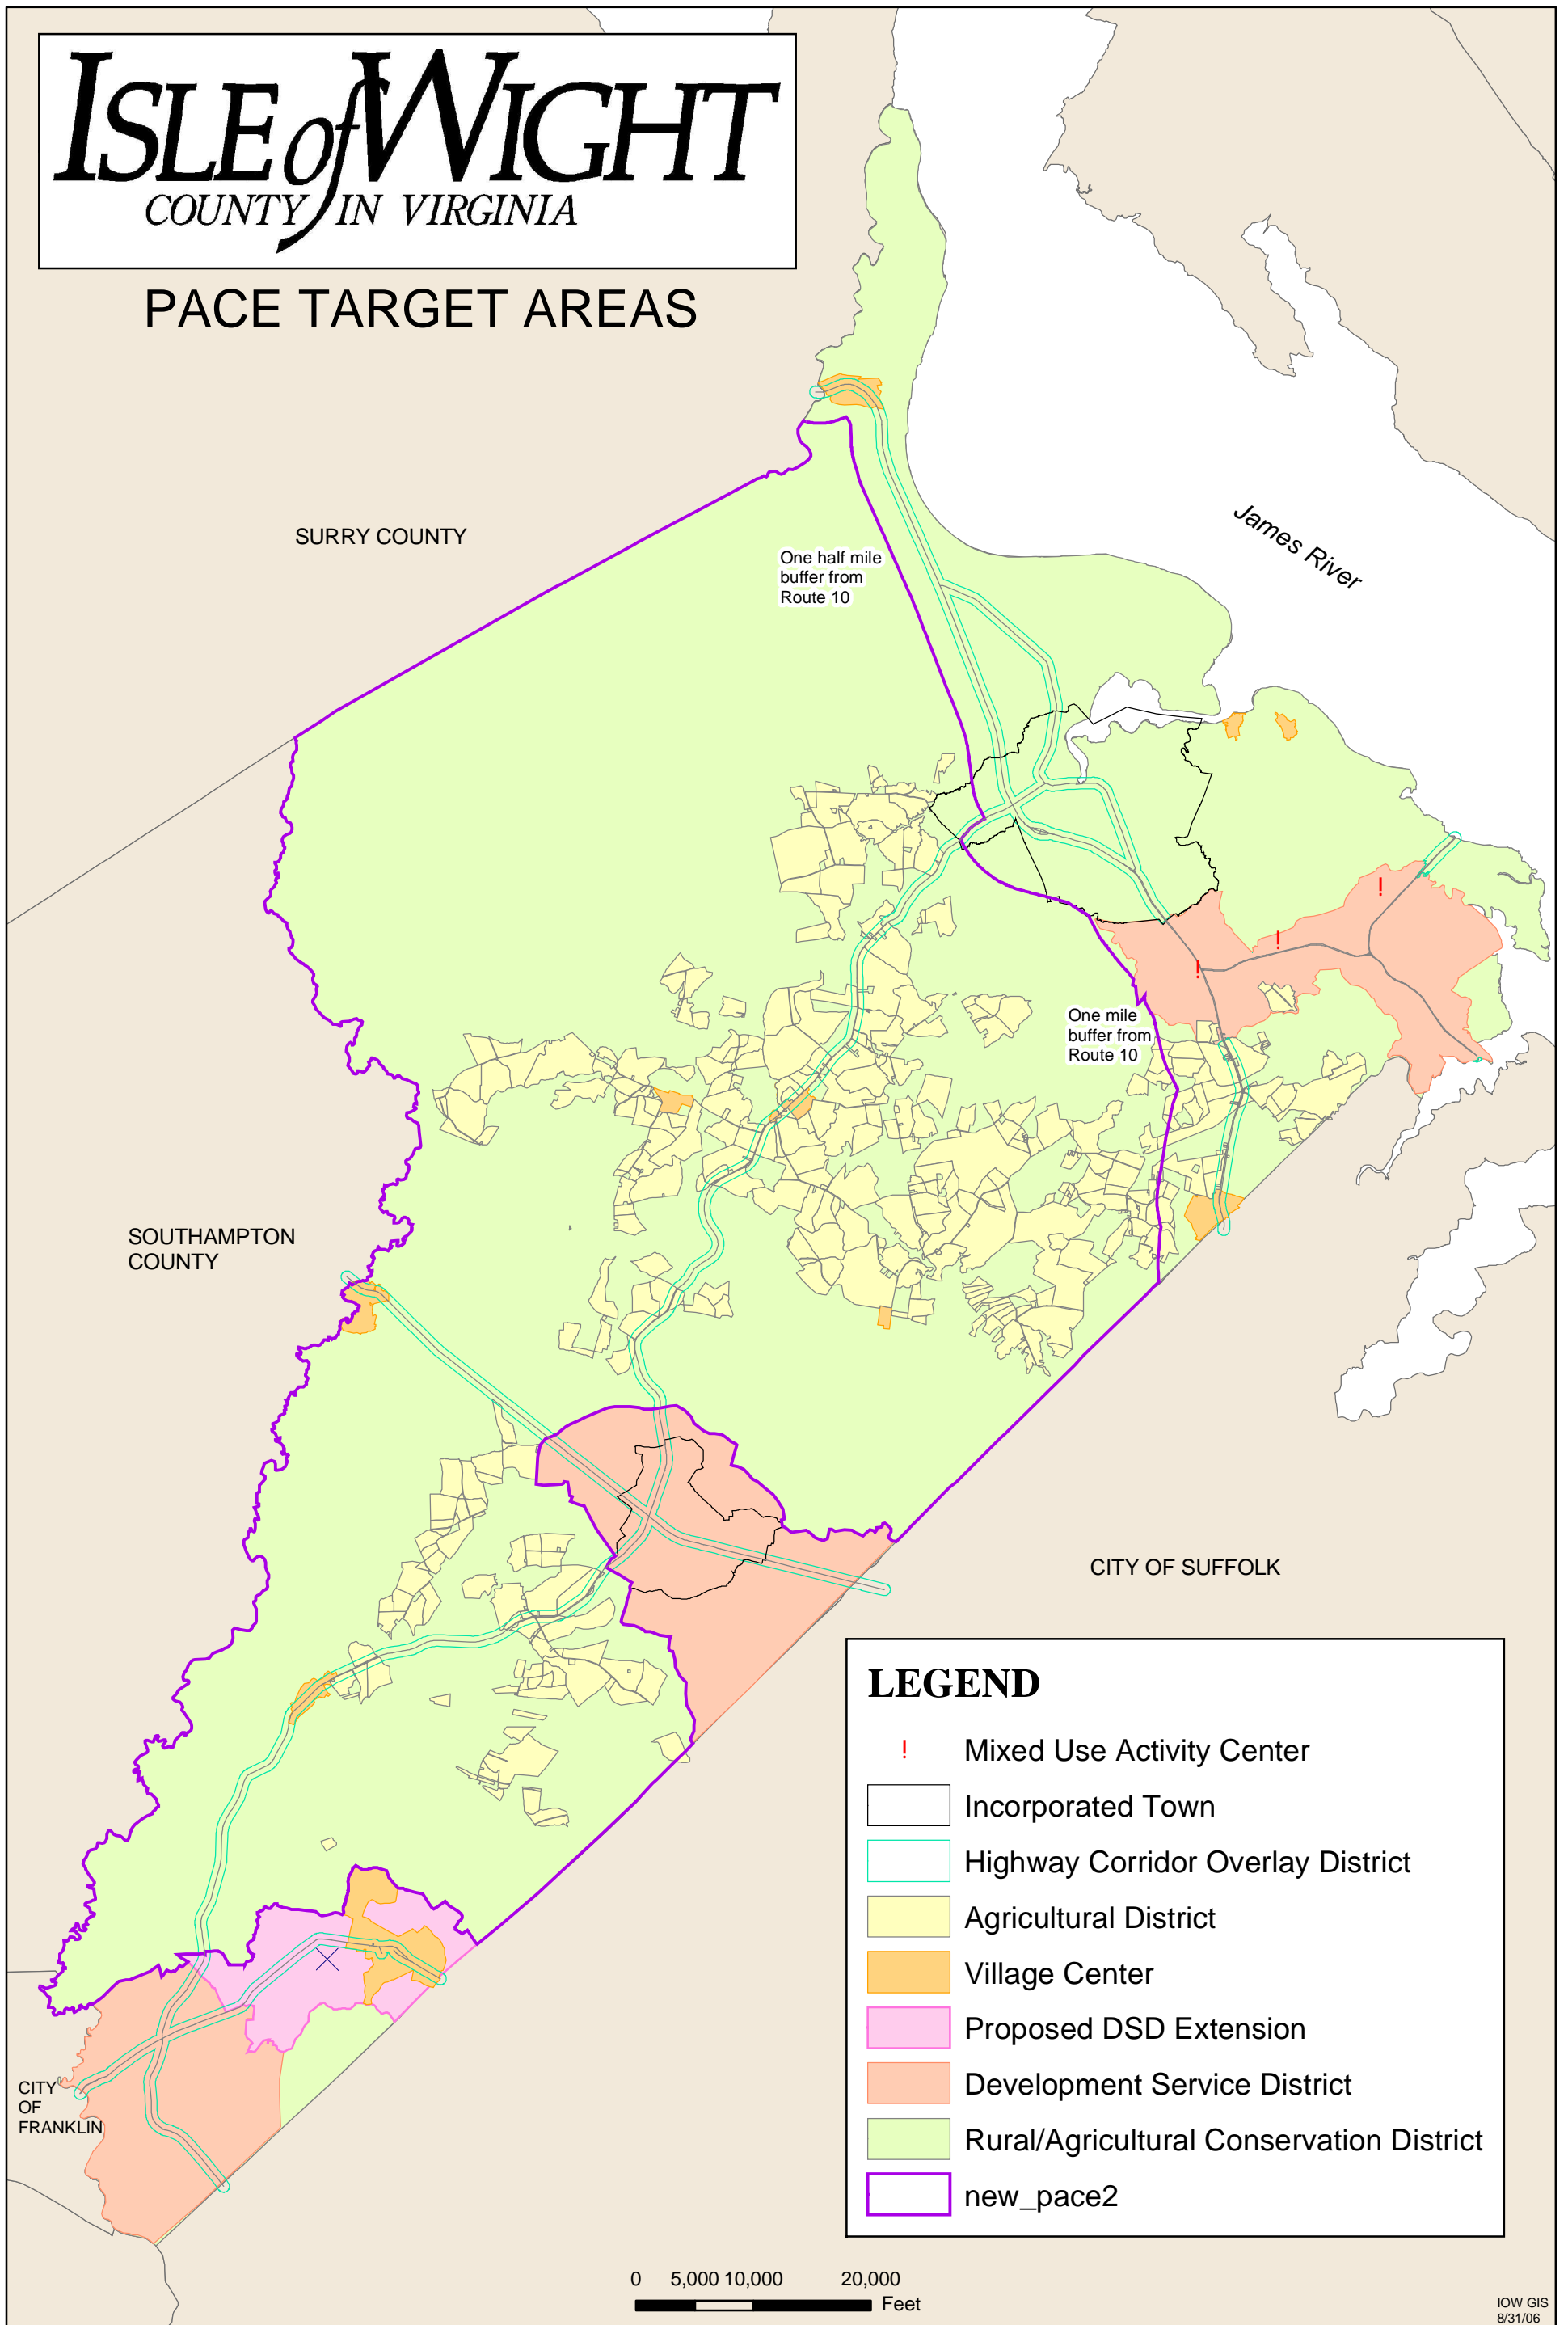 ISLE of WIGHT
COUNTY IN VIRGINIA
PACE TARGET AREAS
SURRY COUNTY
James River
One half mile
buffer from
Route 10
One mile
buffer from
Route 10
SOUTHAMPTON
COUNTY
CITY OF SUFFOLK
CITY
OF
FRANKLIN
LEGEND
! Mixed Use Activity Center
Incorporated Town
Highway Corridor Overlay District
Agricultural District
Village Center
Proposed DSD Extension
Development Service District
Rural/Agricultural Conservation District
new_pace2
0 5,000 10,000 20,000
Feet
IOW GIS
8/31/06